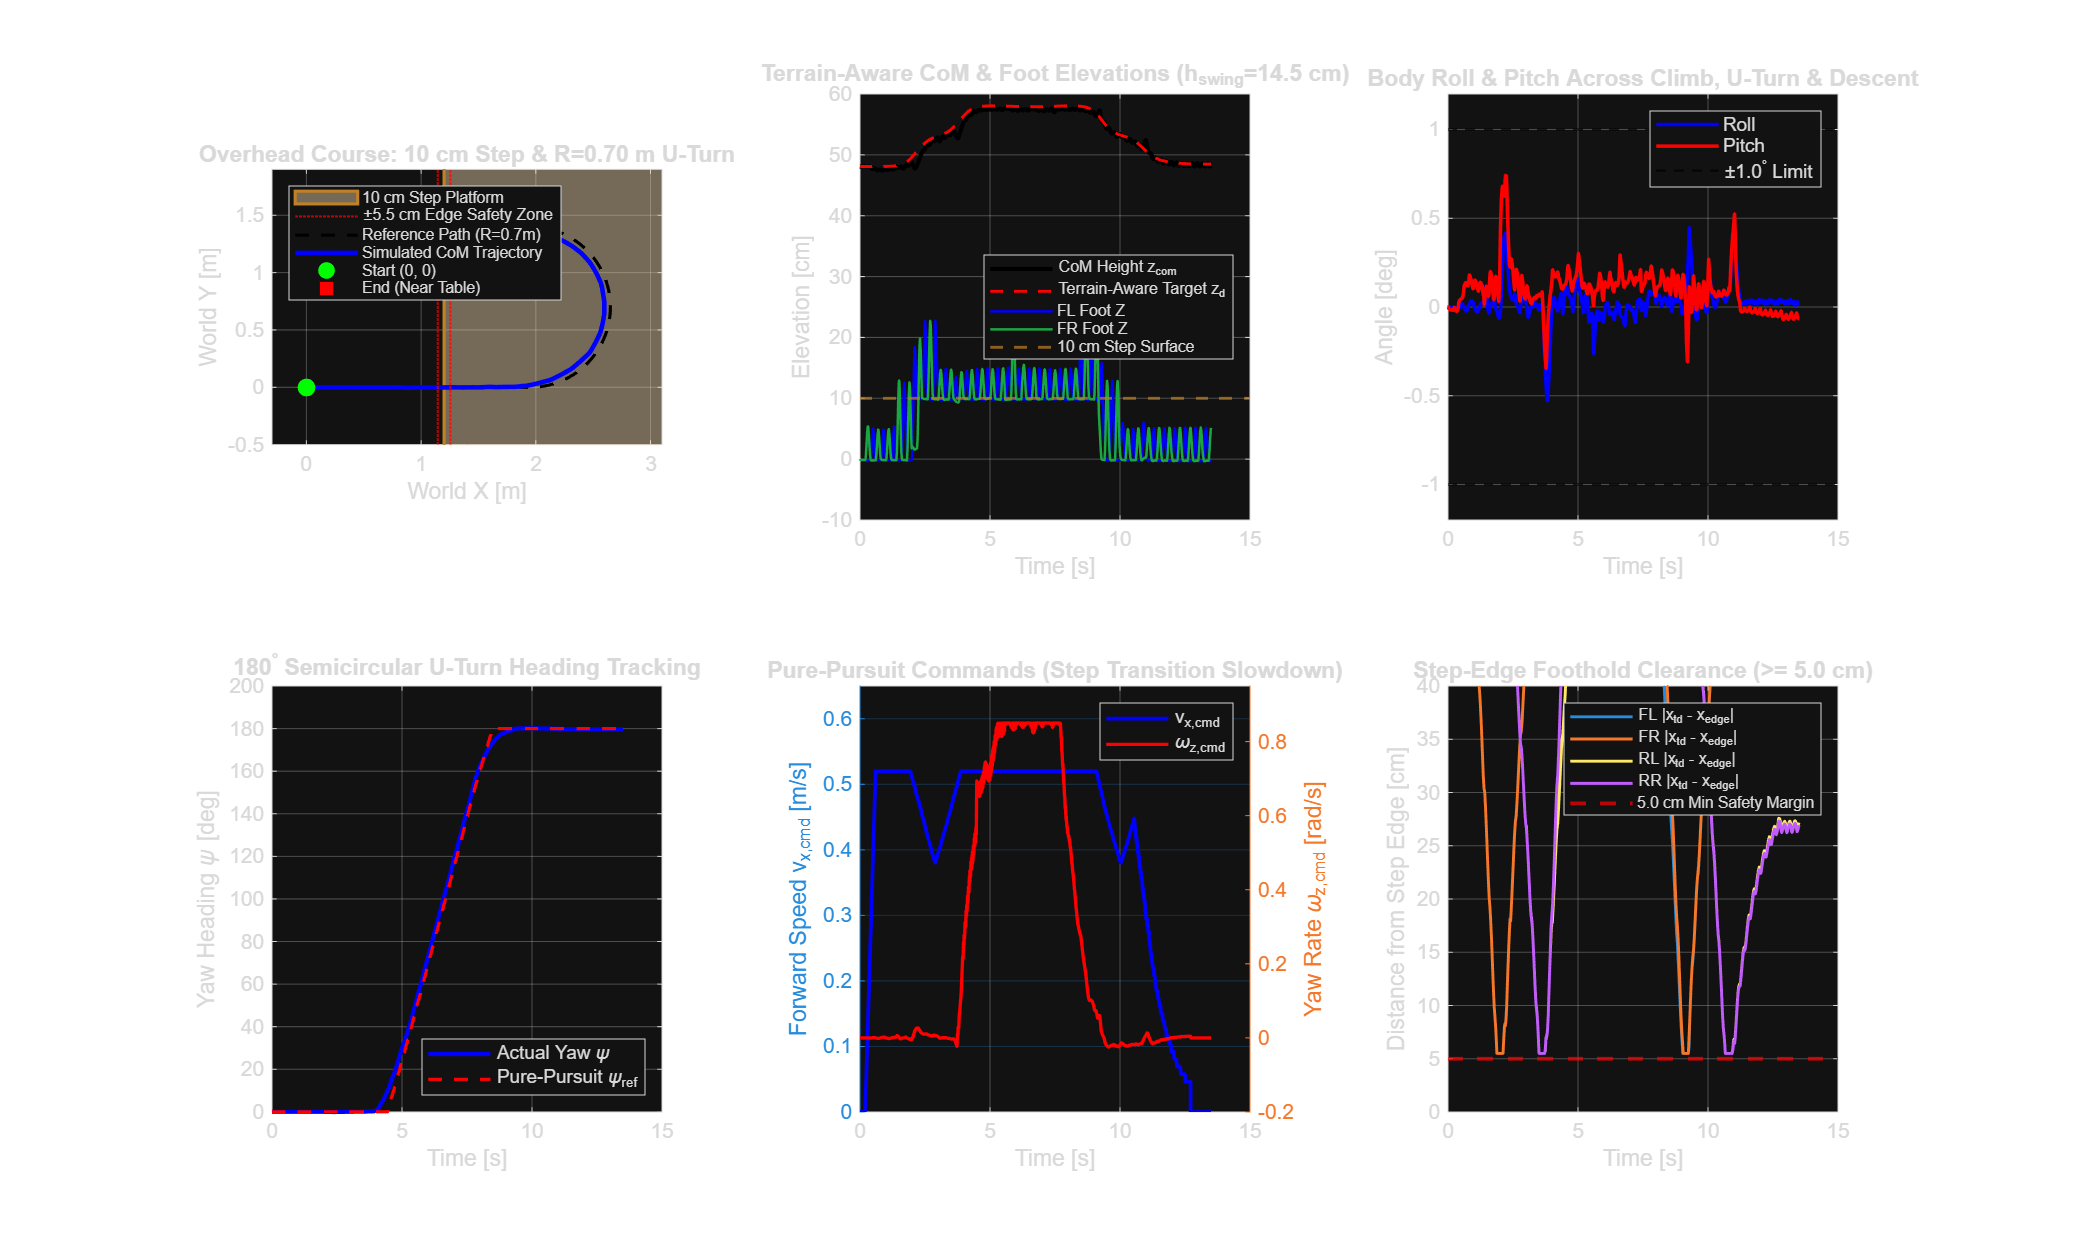 Overhead Course: 10 cm Step & R=0.70 m U-Turn
10 cm Step Platform
±5.5 cm Edge Safety Zone
Reference Path (R=0.7m)
Simulated CoM Trajectory
Start (0, 0)
End (Near Table)
World Y [m]
1.5
1
0.5
0
-0.5
0
1
2
3
World X [m]
Terrain-Aware CoM & Foot Elevations (hswing=14.5 cm)
CoM Height zcom
Terrain-Aware Target zd
FL Foot Z
FR Foot Z
10 cm Step Surface
Elevation [cm]
60
50
40
30
20
10
0
-10
0
5
10
15
Time [s]
Body Roll & Pitch Across Climb, U-Turn & Descent
Roll
Pitch
±1.0° Limit
Angle [deg]
1
0.5
0
-0.5
-1
0
5
10
15
Time [s]
180° Semicircular U-Turn Heading Tracking
Yaw Heading ψ [deg]
200
180
160
140
120
100
80
60
40
20
0
Actual Yaw ψ
Pure-Pursuit ψref
0
5
10
15
Time [s]
Pure-Pursuit Commands (Step Transition Slowdown)
vx,cmd
ωz,cmd
Forward Speed vx,cmd [m/s]
0.6
0.5
0.4
0.3
0.2
0.1
0
Yaw Rate ωz,cmd [rad/s]
0.8
0.6
0.4
0.2
0
-0.2
0
5
10
15
Time [s]
Step-Edge Foothold Clearance (>= 5.0 cm)
FL |xtd - xedge|
FR |xtd - xedge|
RL |xtd - xedge|
RR |xtd - xedge|
5.0 cm Min Safety Margin
Distance from Step Edge [cm]
40
35
30
25
20
15
10
5
0
0
5
10
15
Time [s]